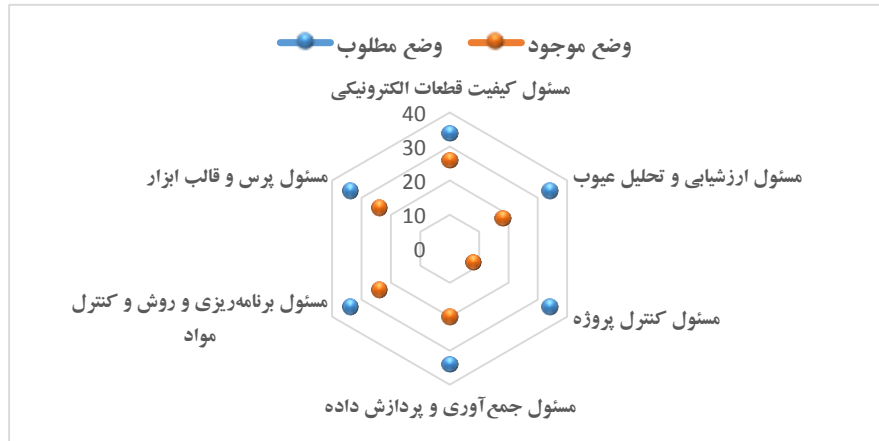 وضع موجود وضع مطلوب
مسئول کیفیت قطعات الکترونیکی
40
30
20
10
0
مسئول ارزشیابی و تحلیل عیوب
مسئول کنترل پروژه
مسئول جمع‌آوری و پردازش داده
مسئول برنامه‌ریزی و روش و کنترل
مواد
مسئول پرس و قالب ابزار